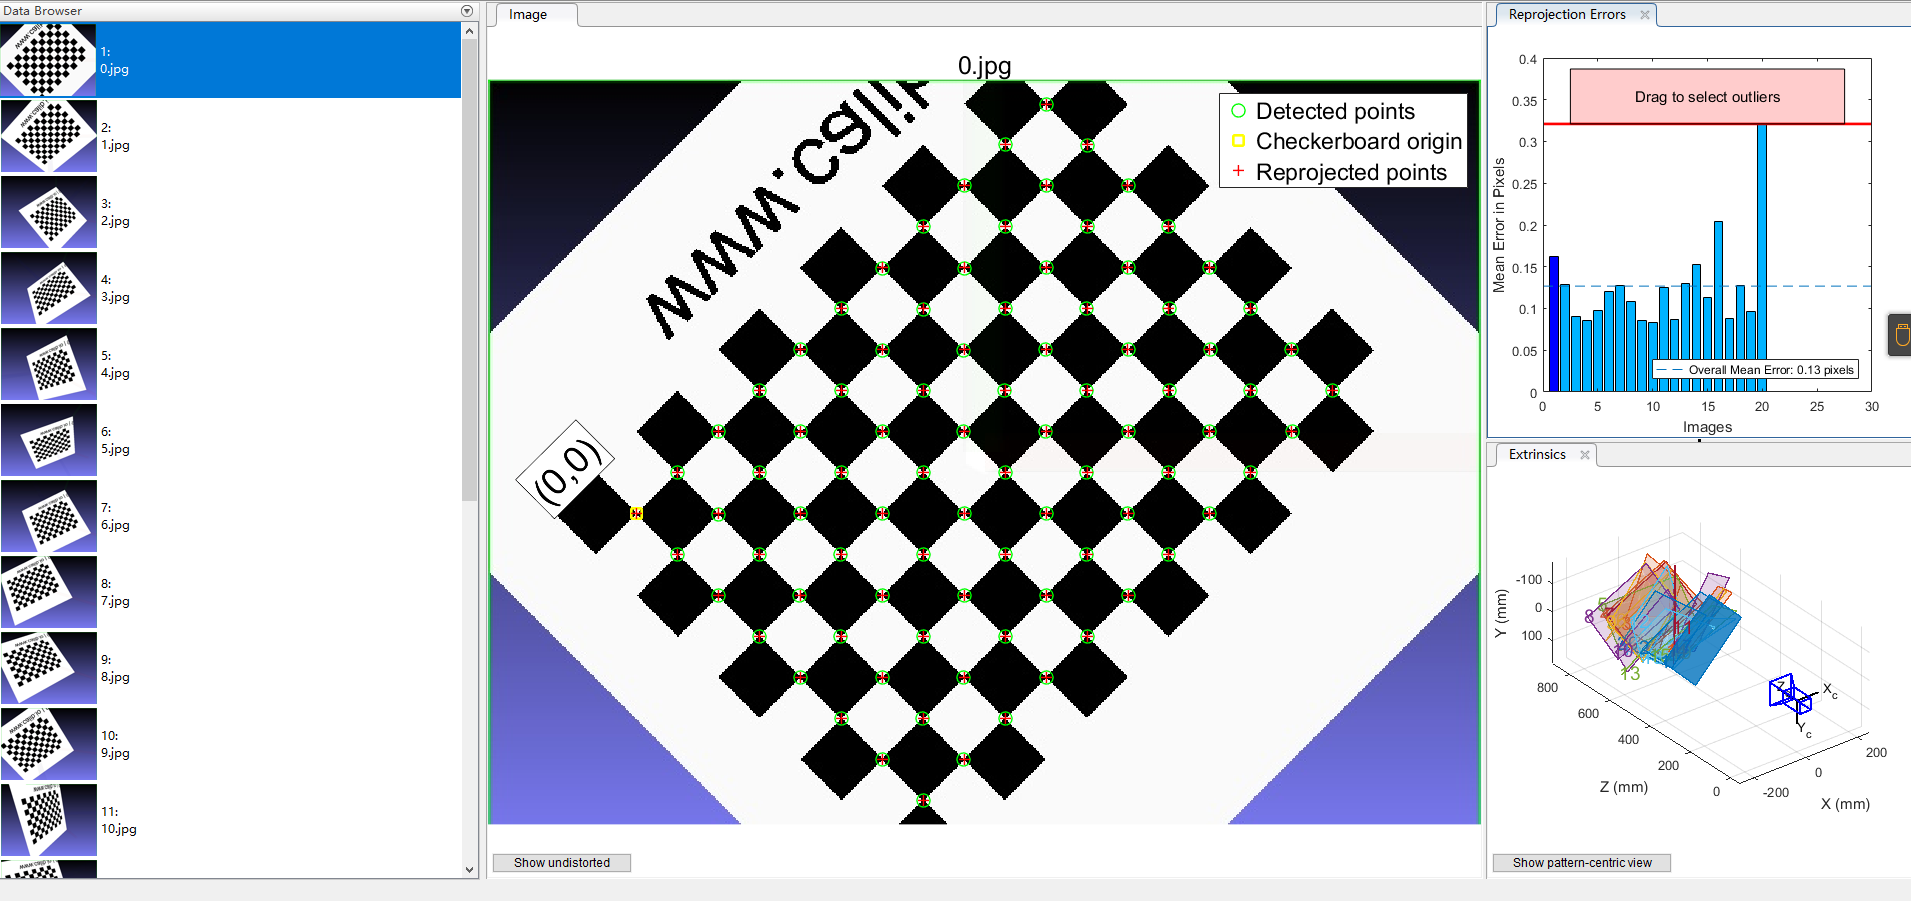 Data Browser
1:
0.jpg
2:
1.jpg
3:
2.jpg
4:
3.jpg
5:
4.jpg
6:
5.jpg
7:
6.jpg
8:
7.jpg
9:
8.jpg
10:
9.jpg
11:
10.jpg
Image
0.jpg
www.calib
(0,0)
Detected points
Checkerboard origin
Reprojected points
Show undistorted
Reprojection Errors
0.4
0.35
0.3
0.25
0.2
0.15
0.1
0.05
0
Mean Error in Pixels
Drag to select outliers
Overall Mean Error: 0.13 pixels
0 5 10 15 20 25 30
Images
Extrinsics
-100
0
100
Y (mm)
800
600
400
200
0
Z (mm)
-200
0
200
X (mm)
8
5
13
Z
Xc
Yc
Show pattern-centric view